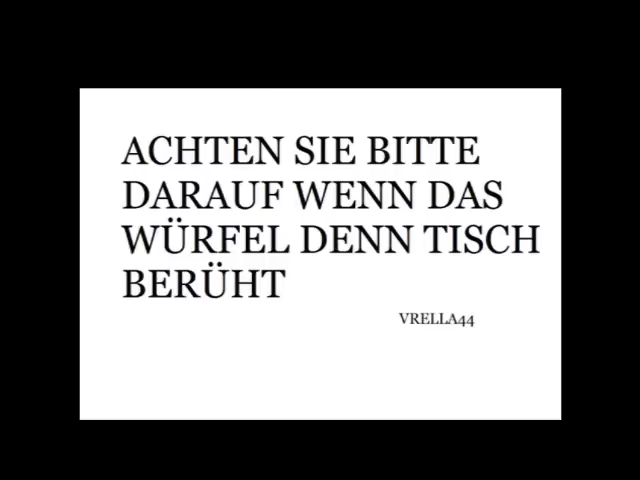 ACHTEN SIE BITTE
DARAUF WENN DAS
WÜRFEL DENN TISCH
BERÜHT
VRELLA44